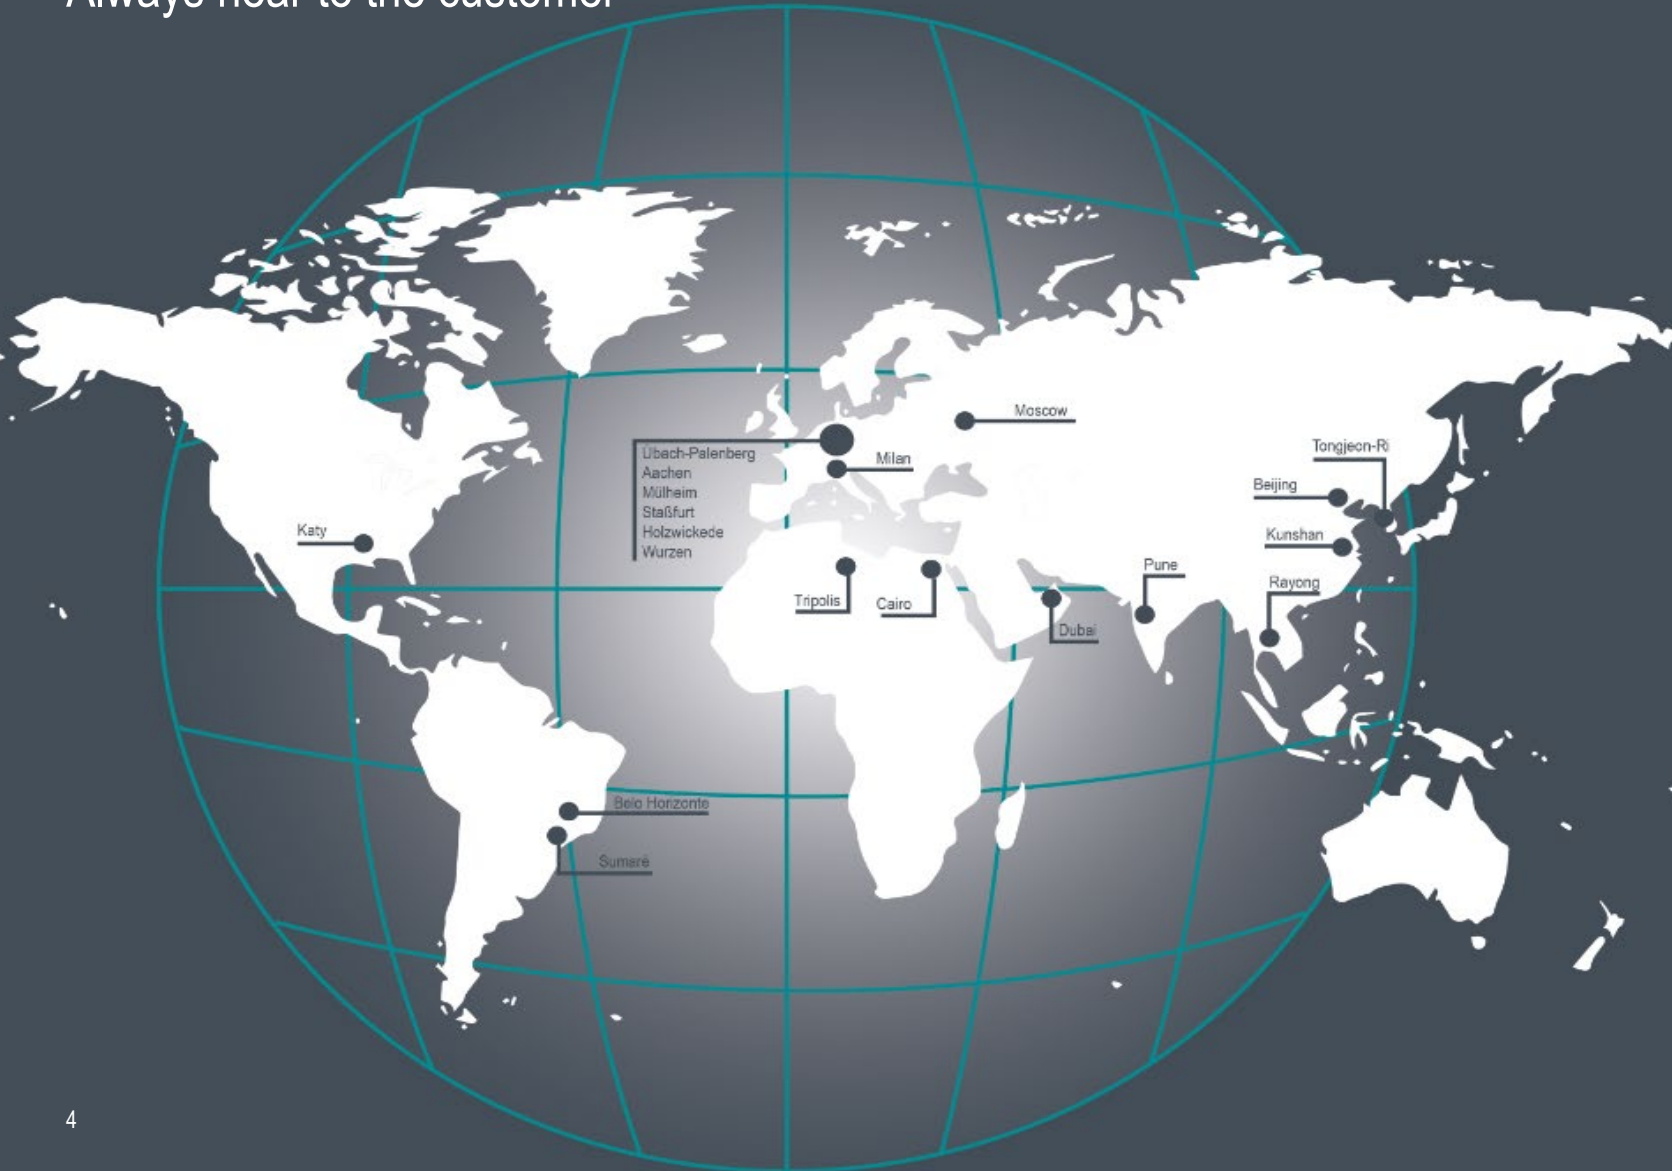 Always near to the customer
Moscow
Tongjeon-Ri
Übach-Palenberg
Milan
Aachen
Beijing
Mülheim
Staßfurt
Katy
Holzwickede
Kunshan
Wurzen
Pune
Rayong
Tripolis
Cairo
Dubai
Belo Horizonte
Sumaré
4